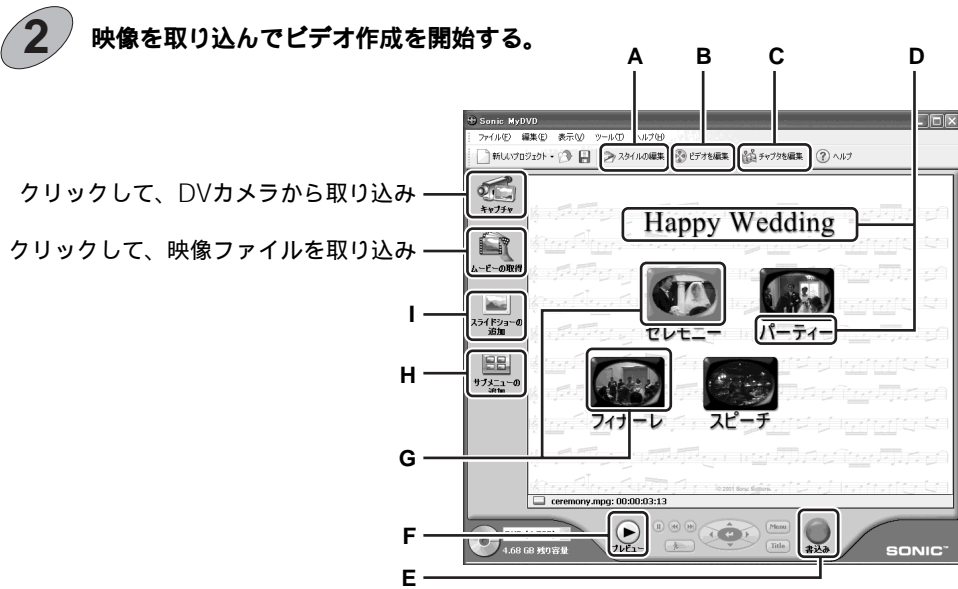 2 映像を取り込んでビデオ作成を開始する。
A B C D
Sonic MyDVD
ファイル(F) 編集(E) 表示(V) ツール(T) ヘルプ(H)
新しいプロジェクト スタイルの編集 ビデオを編集 チャプタを編集 ヘルプ
クリックして、DVカメラから取り込み
キャプチャ
Happy Wedding
クリックして、映像ファイルを取り込み
ムービーの取得
I
スライドショーの
追加
セレモニー パーティー
H
サブメニューの
追加
フィナーレ スピーチ
G
ceremony.mpg: 00:00:03:13
F
プレビュー
Menu
Title
書込み
4.68 GB 残り容量
SONIC
E